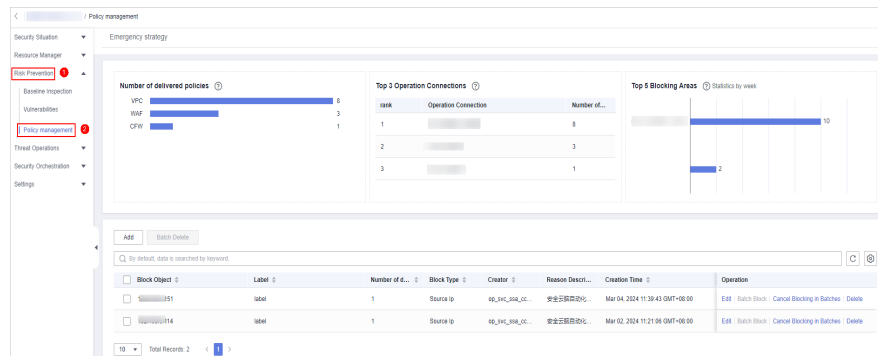 / Policy management
Security Situation
Emergency strategy
Resource Manager
Risk Prevention
1
Baseline Inspection
Vulnerabilities
Policy management
2
Threat Operations
Security Orchestration
Settings
Number of delivered policies ?
VPC 8
WAF 3
CFW 1
Top 3 Operation Connections ?
rank Operation Connection Number of...
1 8
2 3
3 1
Top 5 Blocking Areas ? Statistics by week
10
2
Add Batch Delete
By default, data is searched by keyword.
Block Object Label Number of d... Block Type Creator Reason Descri... Creation Time Operation
label 1 Source Ip op_svc_ssa_cc... 安全云脑自动化... Mar 04, 2024 11:39:43 GMT+08:00 Edit | Batch Block | Cancel Blocking in Batches | Delete
label 1 Source Ip op_svc_ssa_cc... 安全云脑自动化... Mar 02, 2024 11:21:06 GMT+08:00 Edit | Batch Block | Cancel Blocking in Batches | Delete
10 Total Records: 2 < 1 >